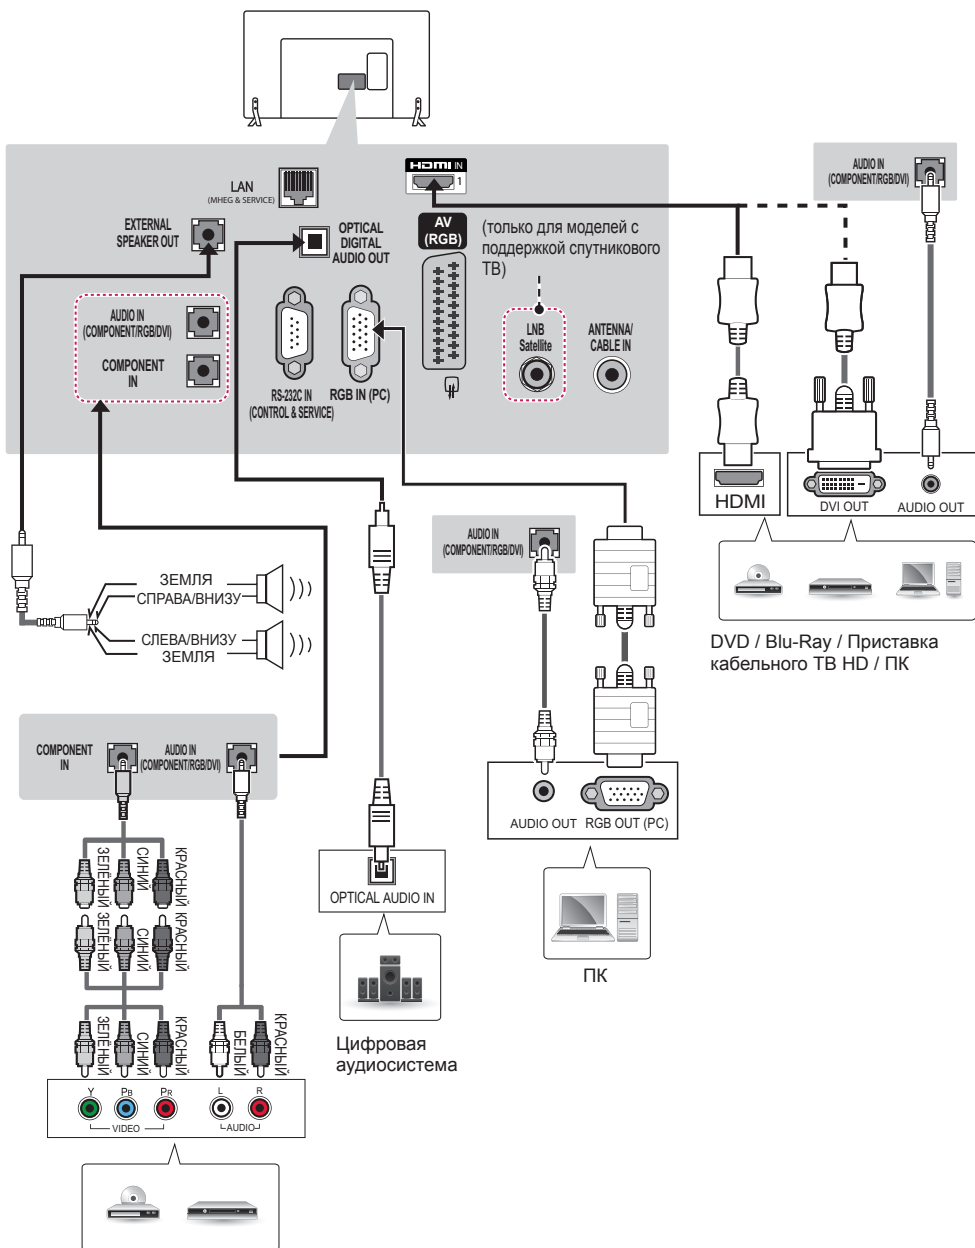 HDMI IN
1
LAN
(MHEG & SERVICE)
EXTERNAL
SPEAKER OUT
OPTICAL
DIGITAL
AUDIO OUT
AV
(RGB)
(только для моделей с
поддержкой спутникового
ТВ)
AUDIO IN
(COMPONENT/RGB/DVI)
COMPONENT
IN
RS-232C IN
(CONTROL & SERVICE)
RGB IN (PC)
LNB
Satellite
ANTENNA/
CABLE IN
AUDIO IN
(COMPONENT/RGB/DVI)
HDMI
DVI OUT
AUDIO OUT
DVD / Blu-Ray / Приставка
кабельного ТВ HD / ПК
ЗЕМЛЯ
СПРАВА/ВНИЗУ
СЛЕВА/ВНИЗУ
ЗЕМЛЯ
AUDIO IN
(COMPONENT/RGB/DVI)
AUDIO OUT
RGB OUT (PC)
ПК
OPTICAL AUDIO IN
Цифровая
аудиосистема
COMPONENT
IN
AUDIO IN
(COMPONENT/RGB/DVI)
ЗЕЛЁНЫЙ
СИНИЙ
КРАСНЫЙ
ЗЕЛЁНЫЙ
СИНИЙ
КРАСНЫЙ
ЗЕЛЁНЫЙ
СИНИЙ
КРАСНЫЙ
БЕЛЫЙ
КРАСНЫЙ
Y
PB
PR
L
R
VIDEO
AUDIO